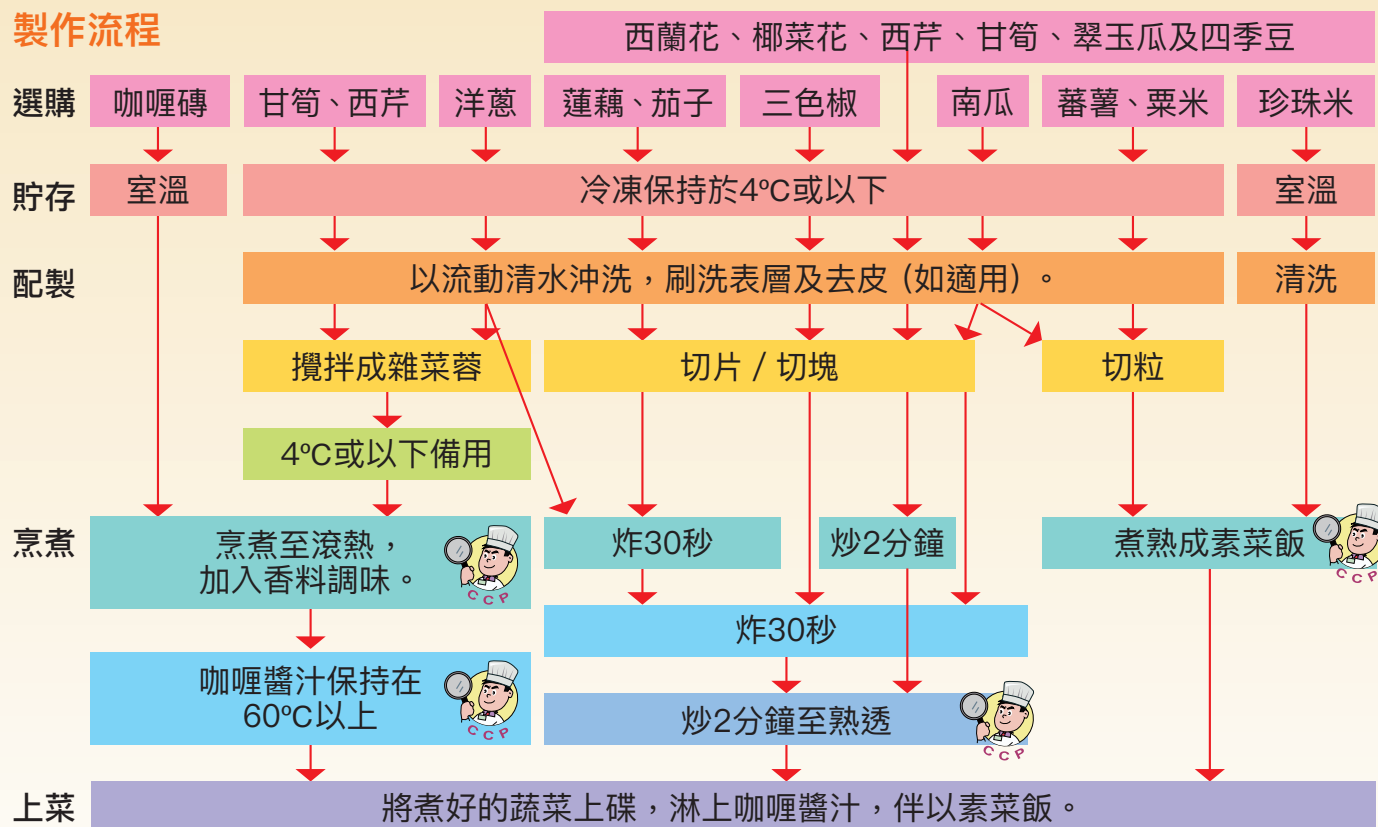 製作流程
西蘭花、椰菜花、西芹、甘筍、翠玉瓜及四季豆
選購
咖喱磚
甘筍、西芹
洋蔥
蓮藕、茄子
三色椒
南瓜
蕃薯、粟米
珍珠米
貯存
室溫
冷凍保持於4ºC或以下
室溫
配製
以流動清水沖洗，刷洗表層及去皮 (如適用) 。
清洗
攪拌成雜菜蓉
切片 / 切塊
切粒
4ºC或以下備用
烹煮
烹煮至滾熱，
加入香料調味。
CCP
炸30秒
炒2分鐘
煮熟成素菜飯
CCP
炸30秒
咖喱醬汁保持在
60ºC以上
CCP
炒2分鐘至熟透
CCP
上菜
將煮好的蔬菜上碟，淋上咖喱醬汁，伴以素菜飯。